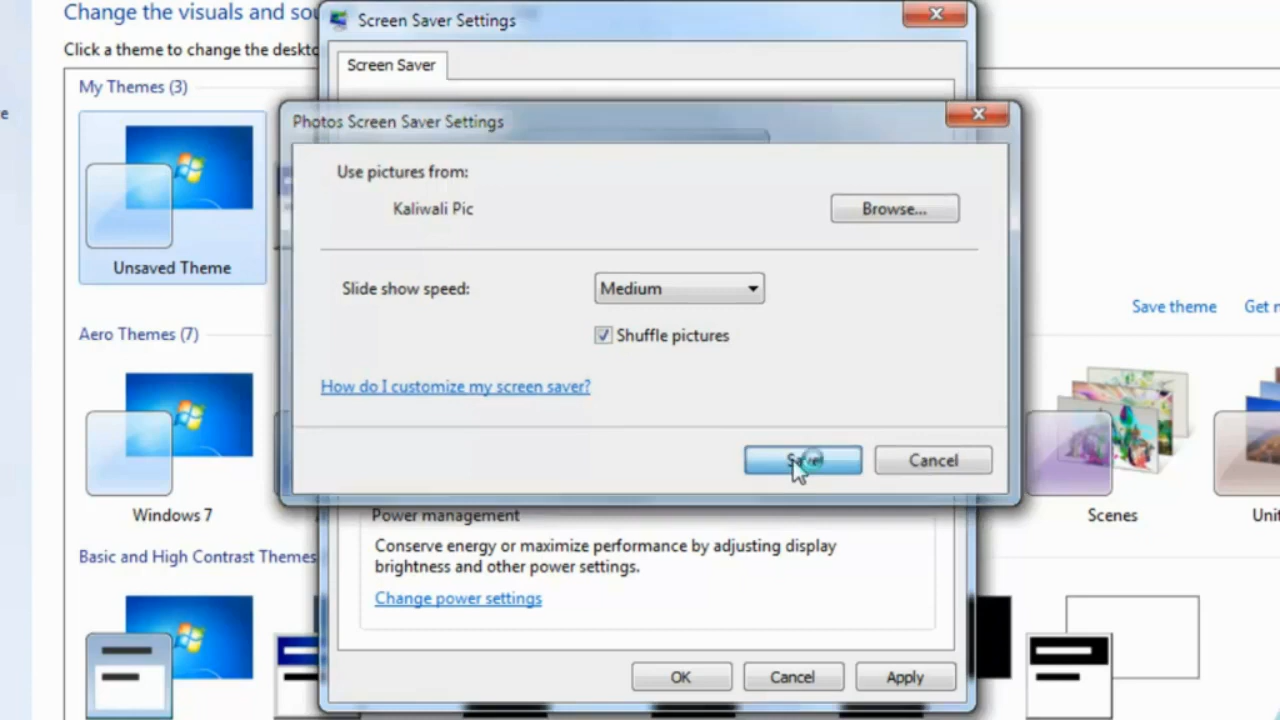 Change the visuals and sou
Screen Saver Settings
Click a theme to change the deskto
Screen Saver
My Themes (3)
Photos Screen Saver Settings
Use pictures from:
Kaliwali Pic
Browse...
Unsaved Theme
Slide show speed:
Medium
Save theme
Get m
Aero Themes (7)
Shuffle pictures
How do I customize my screen saver?
Save
Cancel
Windows 7
Power management
Scenes
Unit
Conserve energy or maximize performance by adjusting display
brightness and other power settings.
Basic and High Contrast Themes
Change power settings
OK
Cancel
Apply